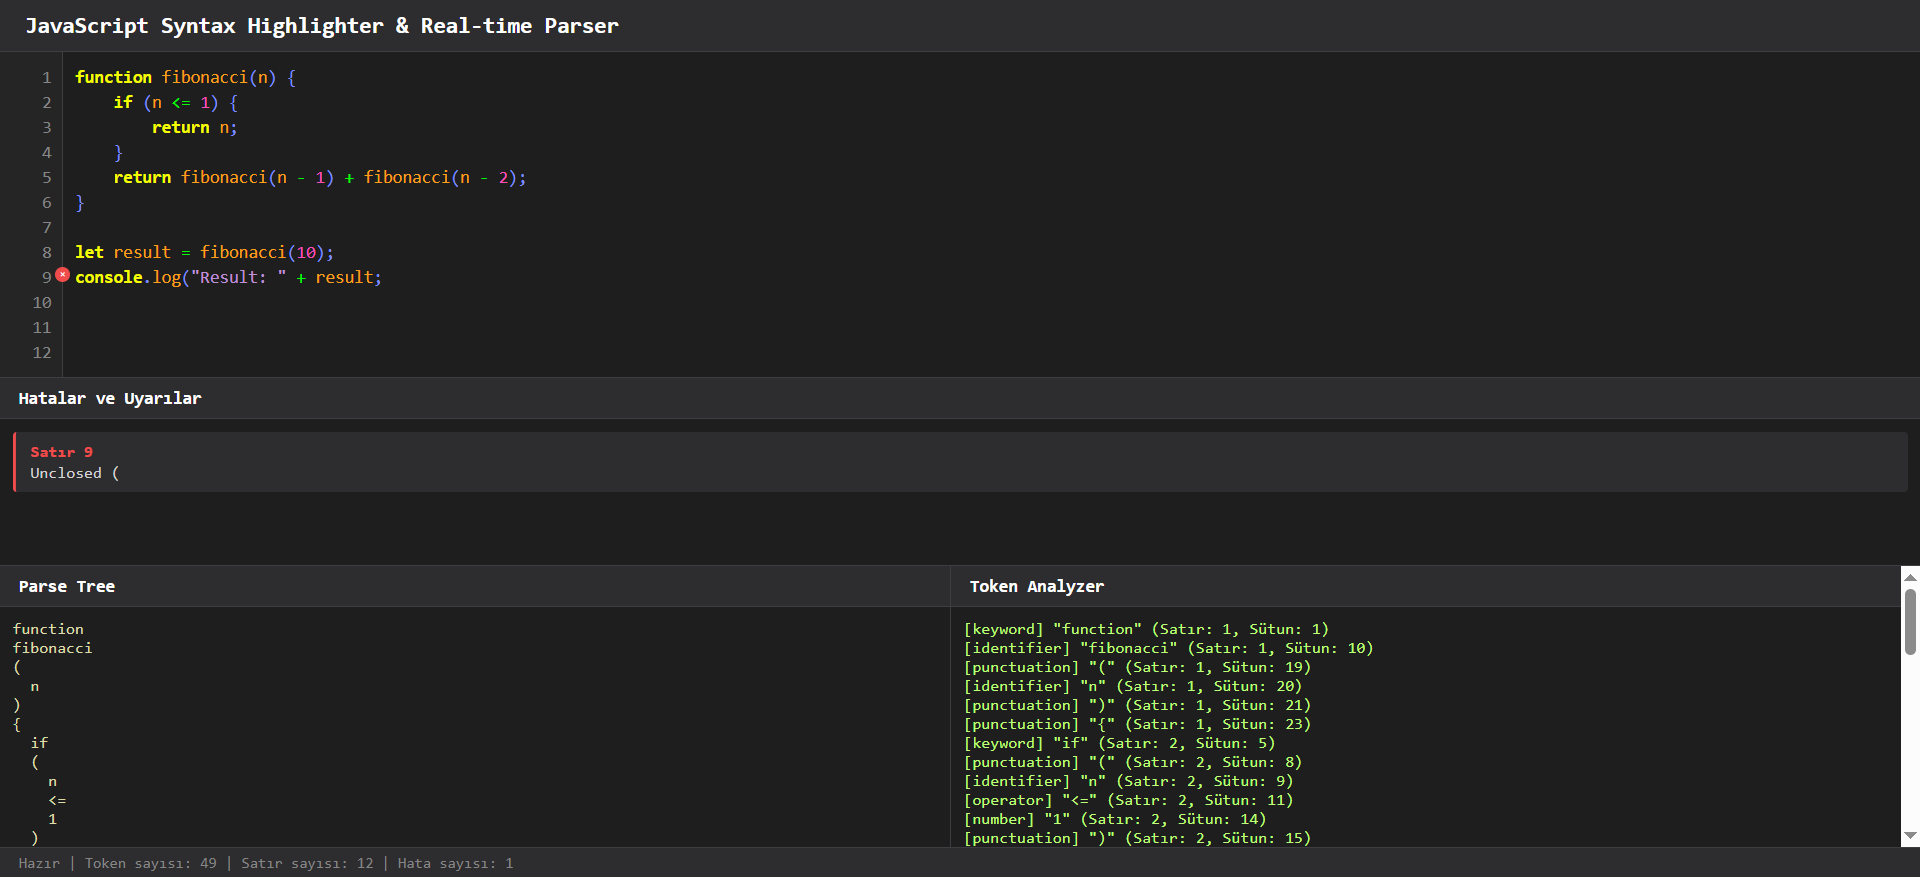 JavaScript Syntax Highlighter & Real-time Parser
1 function fibonacci(n) {
2     if (n <= 1) {
3         return n;
4     }
5     return fibonacci(n - 1) + fibonacci(n - 2);
6 }
7
8 let result = fibonacci(10);
9 console.log("Result: " + result;
10
11
12
Hatalar ve Uyarılar
Satır 9
Unclosed (
Parse Tree
function
fibonacci
(
  n
)
{
  if
  (
    n
    <=
    1
  )
Token Analyzer
[keyword] "function" (Satır: 1, Sütun: 1)
[identifier] "fibonacci" (Satır: 1, Sütun: 10)
[punctuation] "(" (Satır: 1, Sütun: 19)
[identifier] "n" (Satır: 1, Sütun: 20)
[punctuation] ")" (Satır: 1, Sütun: 21)
[punctuation] "{" (Satır: 1, Sütun: 23)
[keyword] "if" (Satır: 2, Sütun: 5)
[punctuation] "(" (Satır: 2, Sütun: 8)
[identifier] "n" (Satır: 2, Sütun: 9)
[operator] "<=" (Satır: 2, Sütun: 11)
[number] "1" (Satır: 2, Sütun: 14)
[punctuation] ")" (Satır: 2, Sütun: 15)
Hazır | Token sayısı: 49 | Satır sayısı: 12 | Hata sayısı: 1